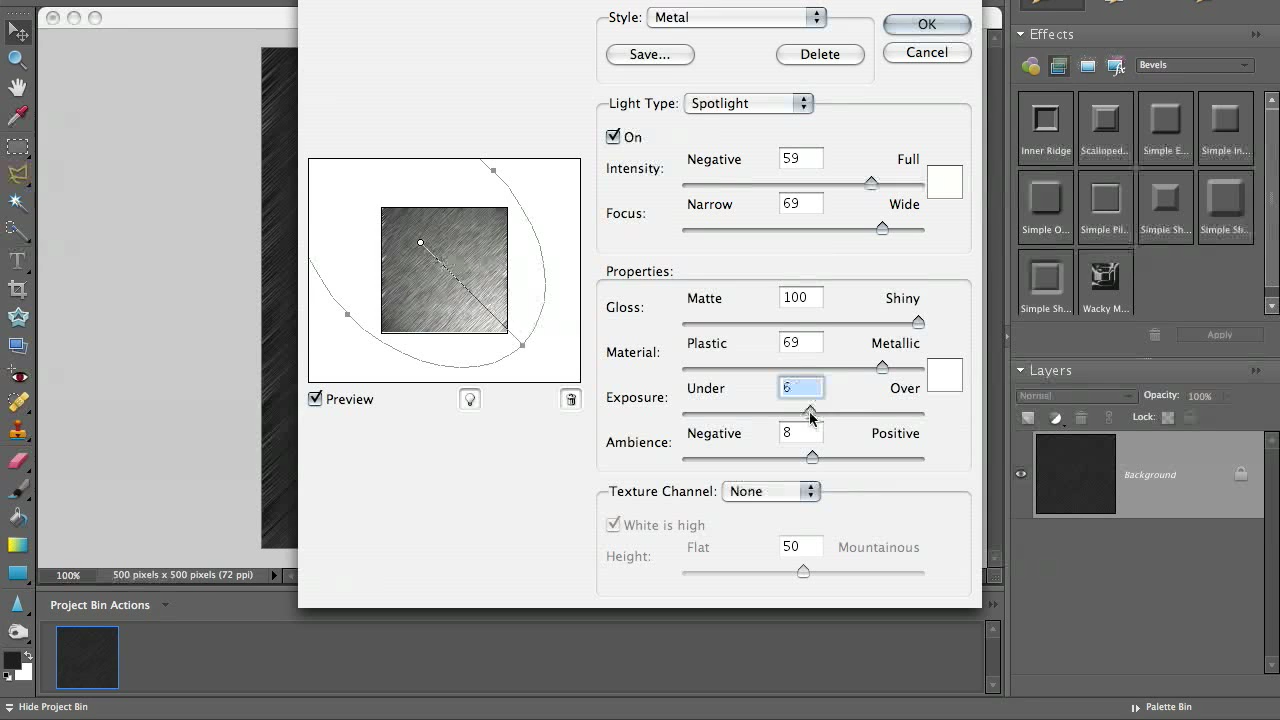 Style: Metal
OK
Save...
Delete
Cancel
Light Type: Spotlight
On
Intensity:
Negative 59 Full
Focus:
Narrow 69 Wide
Properties:
Gloss:
Matte 100 Shiny
Material:
Plastic 69 Metallic
Exposure:
Under 6 Over
Ambience:
Negative 8 Positive
Preview
Texture Channel: None
White is high
Height:
Flat 50 Mountainous
Effects
Bevels
Inner Ridge
Scalloped...
Simple E...
Simple In...
Simple O...
Simple Pil..
Simple Sh..
Simple Sh..
Simple Sh..
Wacky M...
Apply
Layers
Normal
Opacity: 100%
Lock:
Background
100%
500 pixels x 500 pixels (72 ppi)
Project Bin Actions
Hide Project Bin
Palette Bin